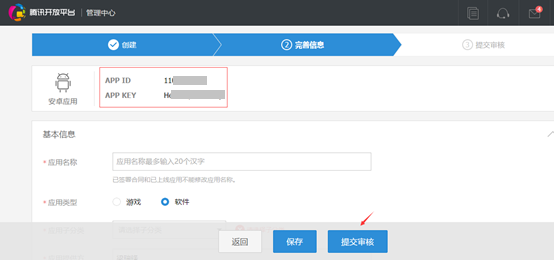 腾讯开放平台 | 管理中心
4
创建
2 完善信息
3 提交审核
APP ID 110
APP KEY He
安卓应用
基本信息
* 应用名称 应用名称最多输入20个汉字
已签署合同和已上线应用不能修改应用名称。
* 应用类型 游戏 软件
返回 保存 提交审核